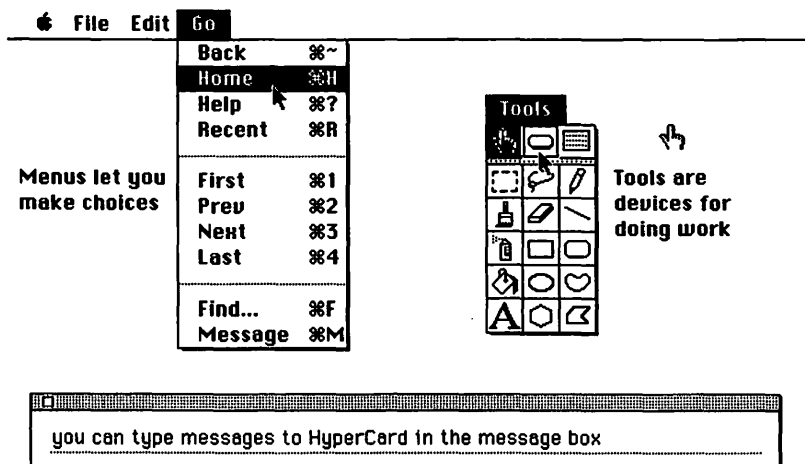 File Edit Go
Back ⌘~
Home ⌘H
Help ⌘?
Recent ⌘R
First ⌘1
Prev ⌘2
Next ⌘3
Last ⌘4
Find... ⌘F
Message ⌘M
Menus let you
make choices
Tools
A
Tools are
devices for
doing work
you can type messages to HyperCard in the message box